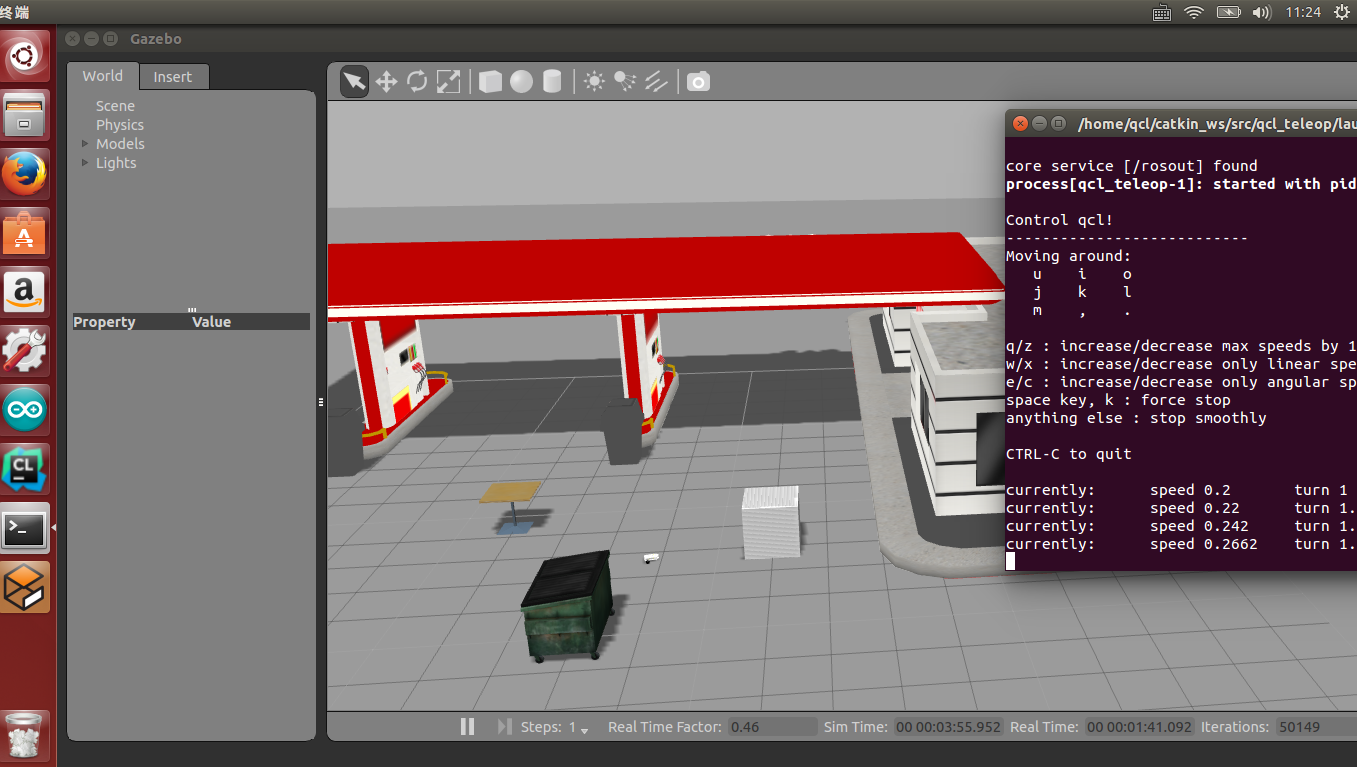 终端
11:24
Gazebo
World
Insert
Scene
Physics
Models
Lights
Property Value
/home/qcl/catkin_ws/src/qcl_teleop/lau
core service [/rosout] found
process[qcl_teleop-1]: started with pid
Control qcl!
---------------------------
Moving around:
u i o
j k l
m , .
q/z : increase/decrease max speeds by 1
w/x : increase/decrease only linear spe
e/c : increase/decrease only angular sp
space key, k : force stop
anything else : stop smoothly
CTRL-C to quit
currently: speed 0.2 turn 1
currently: speed 0.22 turn 1.
currently: speed 0.242 turn 1.
currently: speed 0.2662 turn 1.
Steps: 1 Real Time Factor: 0.46 Sim Time: 00 00:03:55.952 Real Time: 00 00:01:41.092 Iterations: 50149
A
a
CL
>_